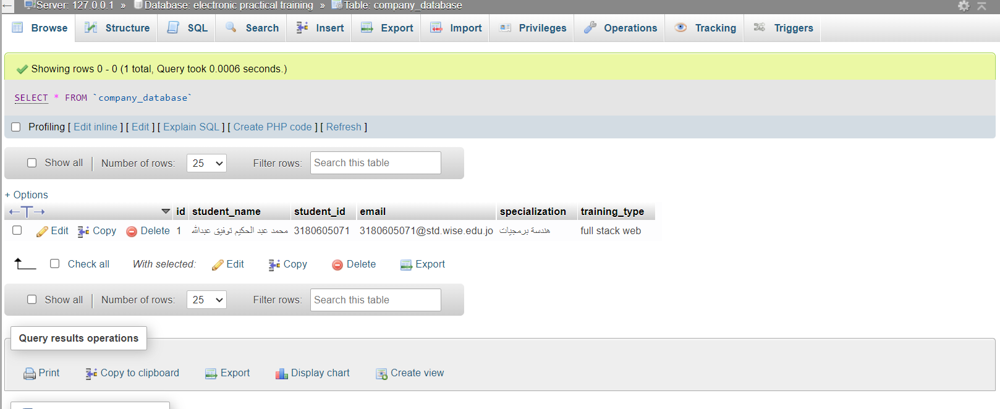 Server: 127.0.0.1 » Database: electronic practical training » Table: company_database
Browse Structure SQL Search Insert Export Import Privileges Operations Tracking Triggers
Showing rows 0 - 0 (1 total, Query took 0.0006 seconds.)
SELECT * FROM `company_database`
Profiling [ Edit inline ] [ Edit ] [ Explain SQL ] [ Create PHP code ] [ Refresh ]
Show all Number of rows: 25 Filter rows: Search this table
+ Options
←T→ id student_name student_id email specialization training_type
Edit Copy Delete 1 محمد عبد الحكيم توفيق عبدالله 3180605071 3180605071@std.wise.edu.jo هندسة برمجيات full stack web
Check all With selected: Edit Copy Delete Export
Show all Number of rows: 25 Filter rows: Search this table
Query results operations
Print Copy to clipboard Export Display chart Create view